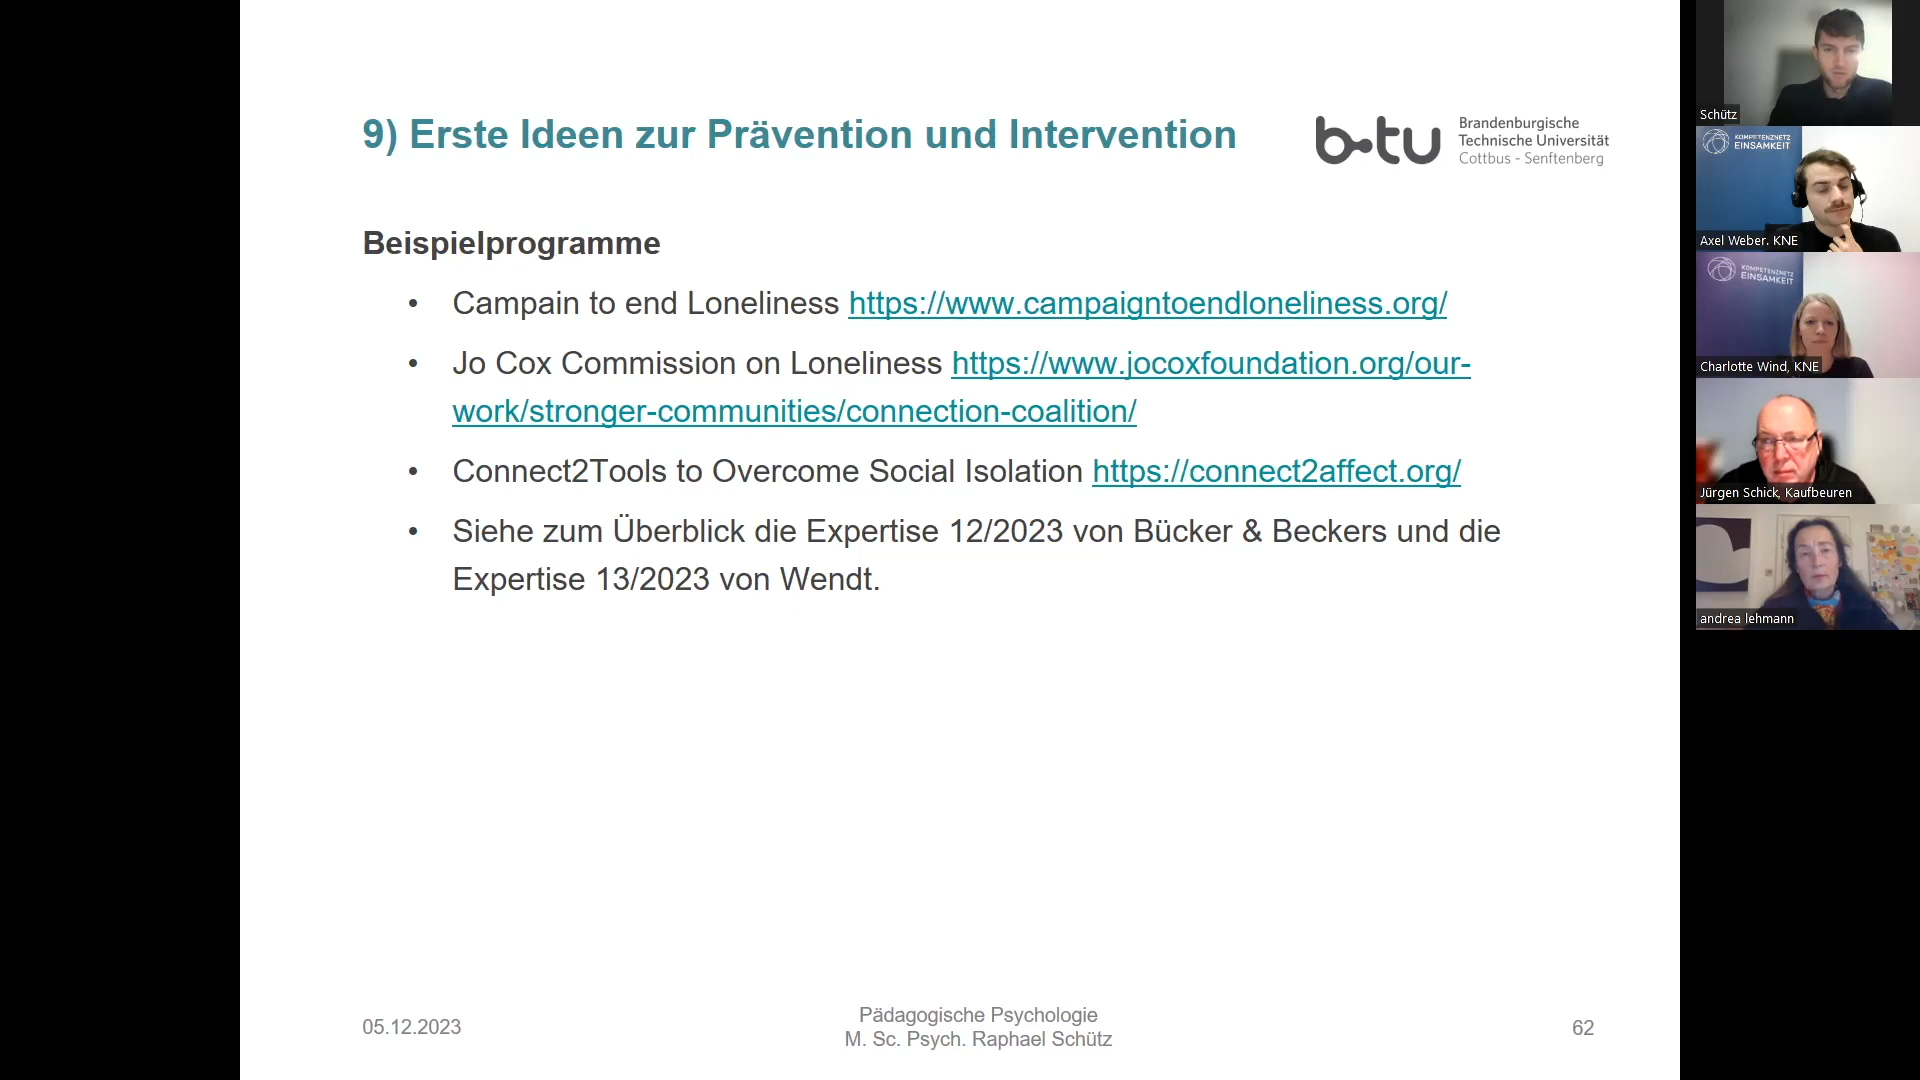 9) Erste Ideen zur Prävention und Intervention
b-tu
Brandenburgische
Technische Universität
Cottbus - Senftenberg
Beispielprogramme
• Campain to end Loneliness https://www.campaigntoendloneliness.org/
• Jo Cox Commission on Loneliness https://www.jocoxfoundation.org/our-
work/stronger-communities/connection-coalition/
• Connect2Tools to Overcome Social Isolation https://connect2affect.org/
• Siehe zum Überblick die Expertise 12/2023 von Bücker & Beckers und die
Expertise 13/2023 von Wendt.
05.12.2023
Pädagogische Psychologie
M. Sc. Psych. Raphael Schütz
62
Schütz
KOMPETENZNETZ
EINSAMKEIT
Axel Weber. KNE
KOMPETENZNETZ
EINSAMKEIT
Charlotte Wind, KNE
Jürgen Schick, Kaufbeuren
andrea lehmann